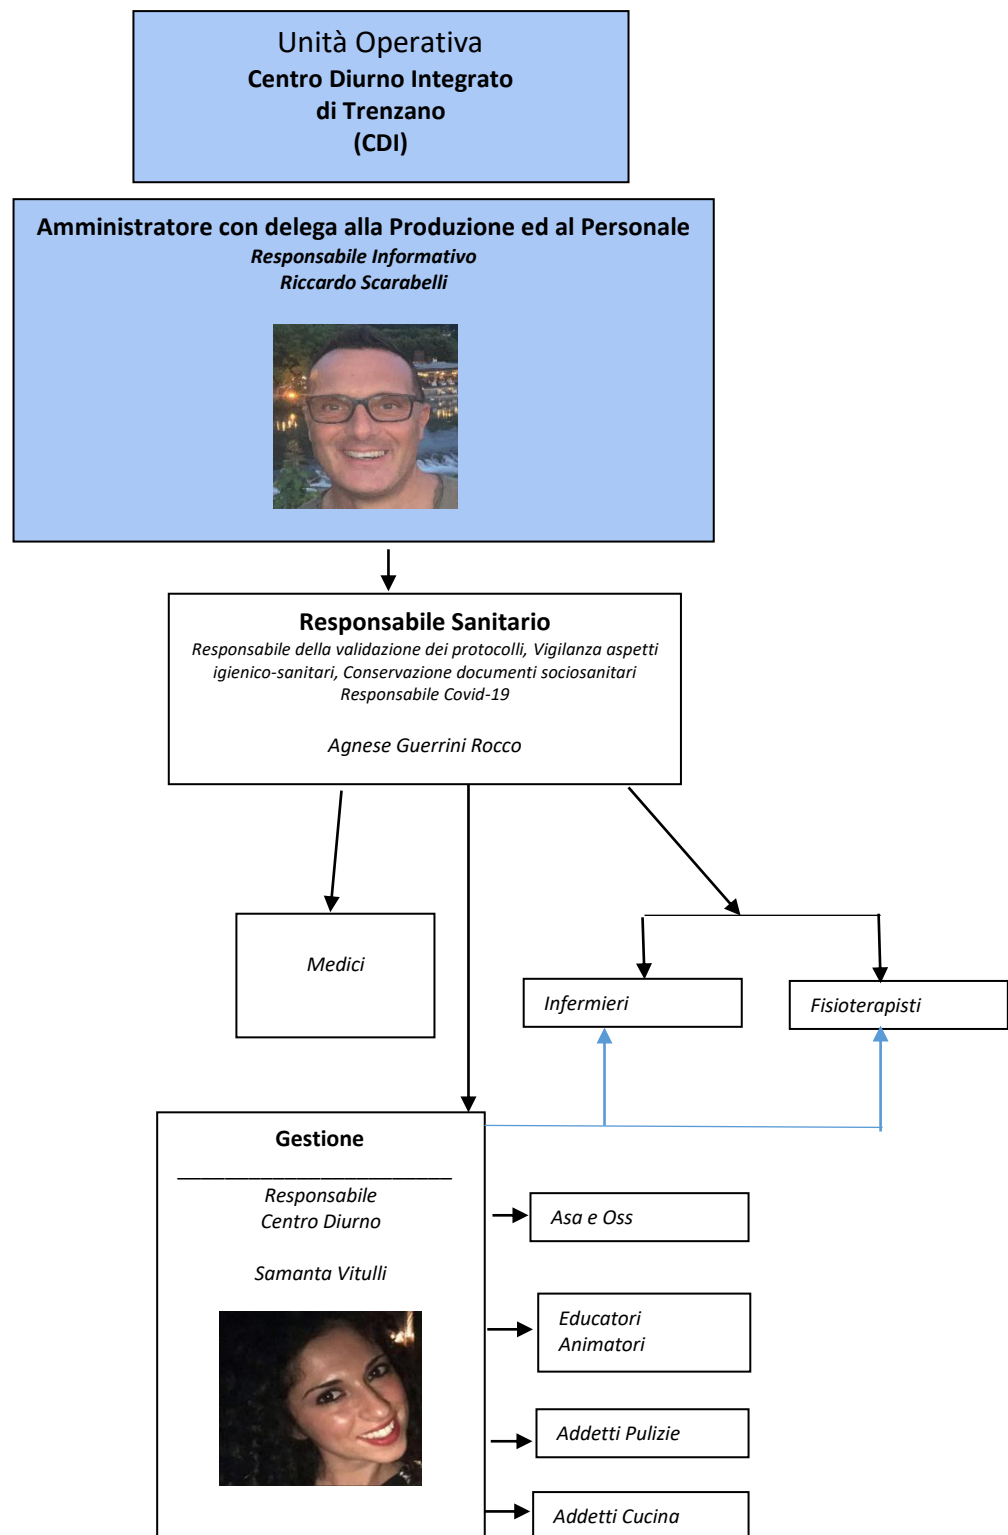 Unità Operativa
Centro Diurno Integrato
di Trenzano
(CDI)
Amministratore con delega alla Produzione ed al Personale
Responsabile Informativo
Riccardo Scarabelli
Responsabile Sanitario
Responsabile della validazione dei protocolli, Vigilanza aspetti
igienico-sanitari, Conservazione documenti sociosanitari
Responsabile Covid-19
Agnese Guerrini Rocco
Medici
Infermieri
Fisioterapisti
Gestione
Responsabile
Centro Diurno
Samanta Vitulli
Asa e Oss
Educatori
Animatori
Addetti Pulizie
Addetti Cucina